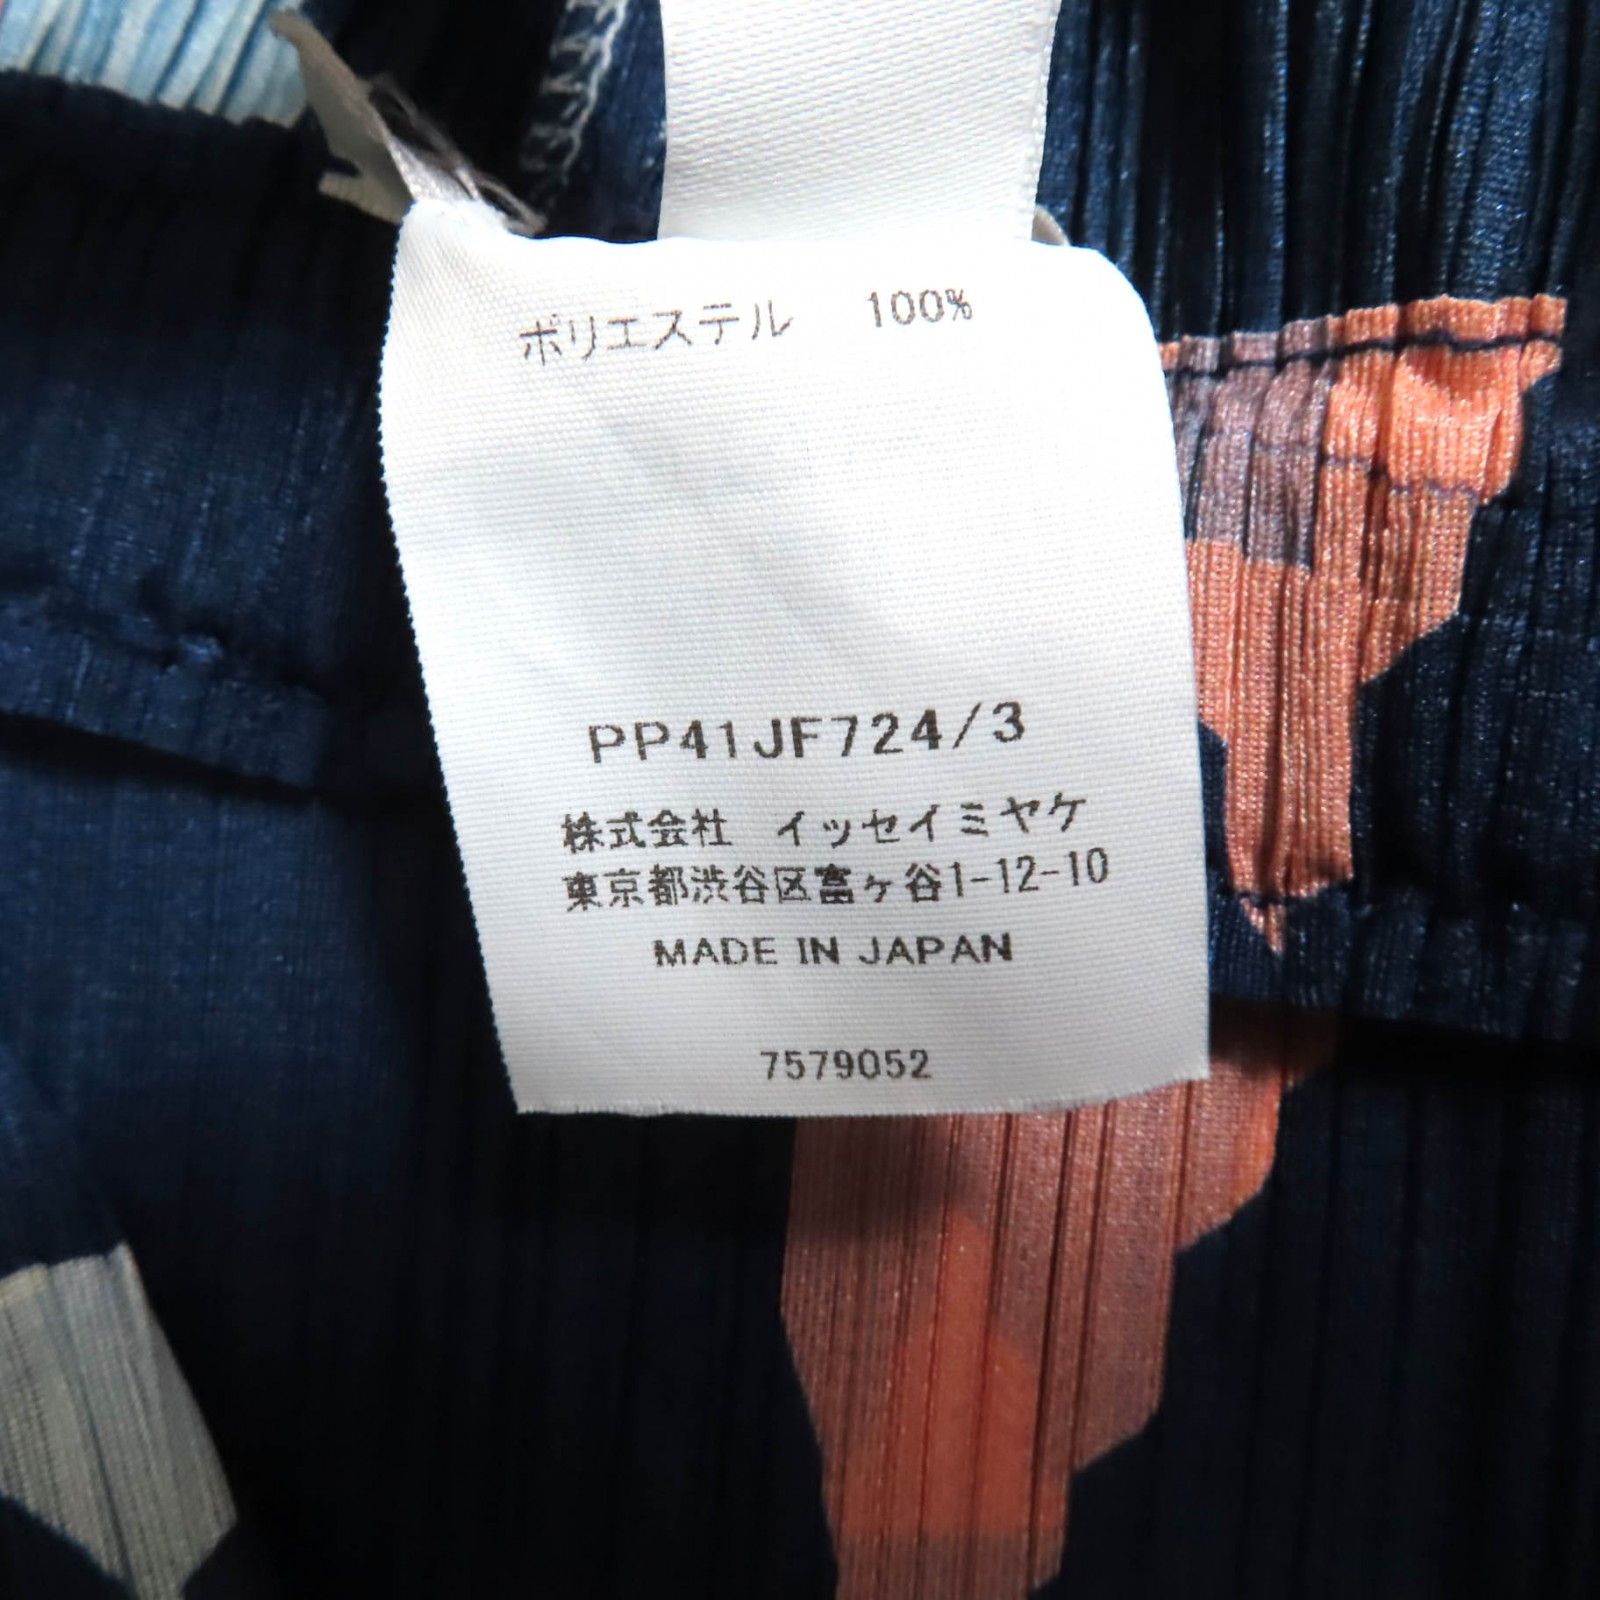 ポリエステル 100%
PP41JF724/3
株式会社 イッセイミヤケ
東京都渋谷区富ヶ谷1-12-10
MADE IN JAPAN
7579052